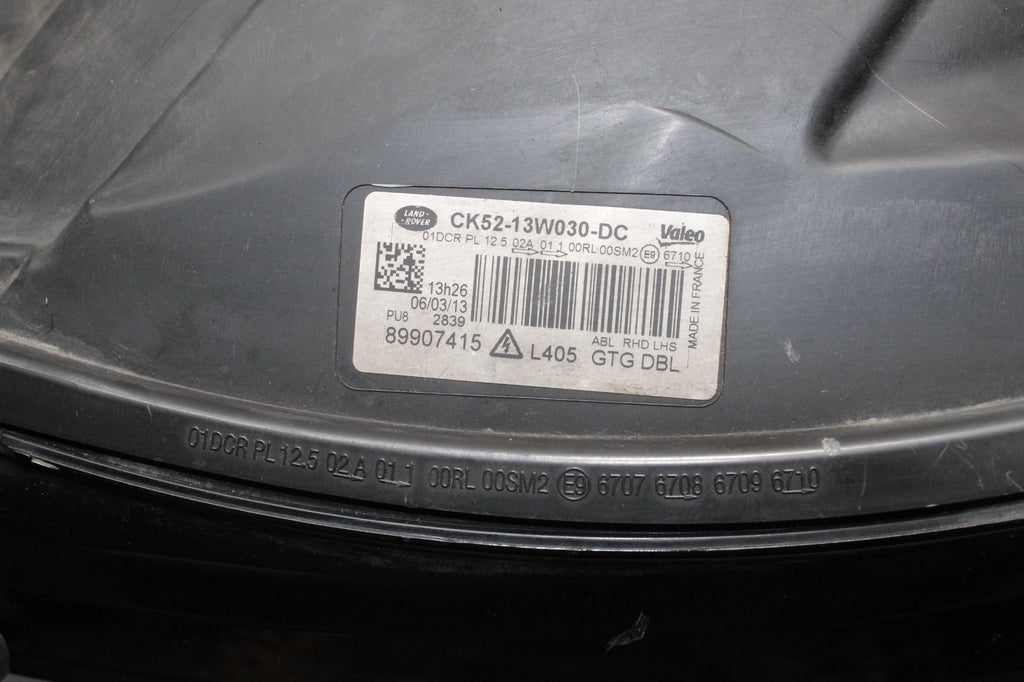 LAND-
ROVER
CK52-13W030-DC
Valeo
01DCR PL 12.5 02A 01.1 00RL 00SM2 E9 6710
13h26
06/03/13
PU8 2839
89907415
L405
ABL RHD LHS
GTG DBL
MADE IN FRANCE
01DCR PL 12.5 02 A 01.1 00RL 00SM2 E9 6707 6708 6709 6710